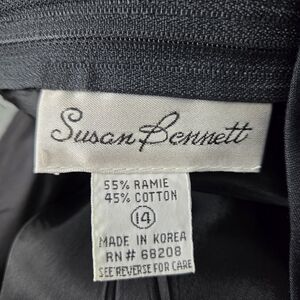 Susan Bennett
55% RAMIE
45% COTTON
14
MADE IN KOREA
RN# 68208
SEE REVERSE FOR CARE